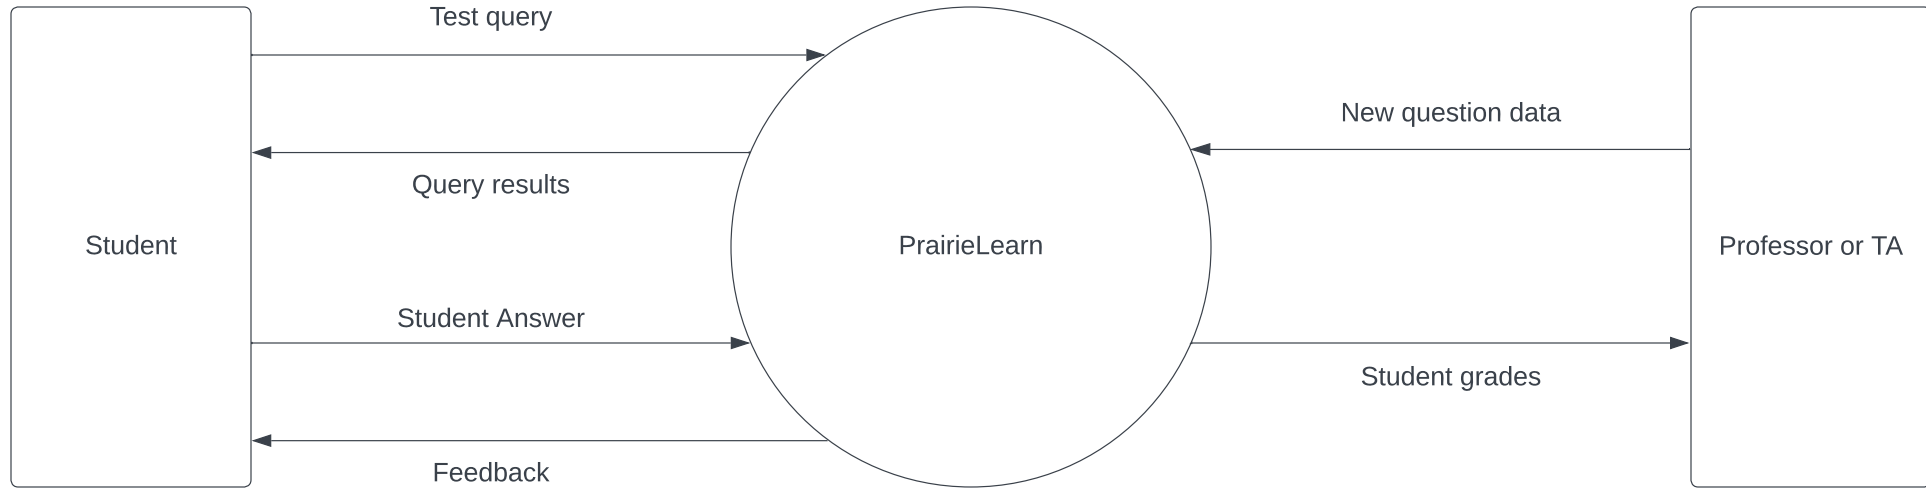 Test query
New question data
Query results
Student
PrairieLearn
Professor or TA
Student Answer
Student grades
Feedback